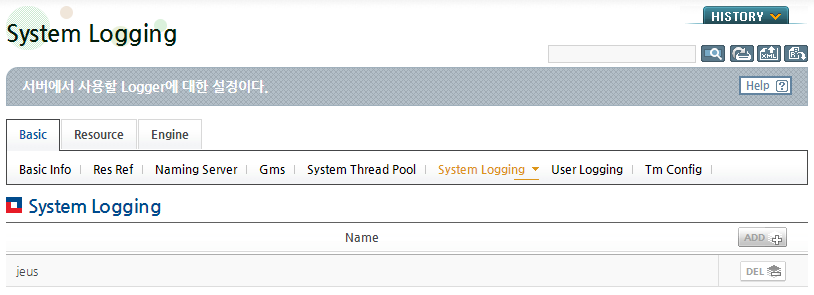 HISTORY
System Logging
서버에서 사용할 Logger에 대한 설정이다.
Help
Basic Resource Engine
Basic Info Res Ref Naming Server Gms System Thread Pool System Logging User Logging Tm Config
System Logging
Name ADD
jeus DEL